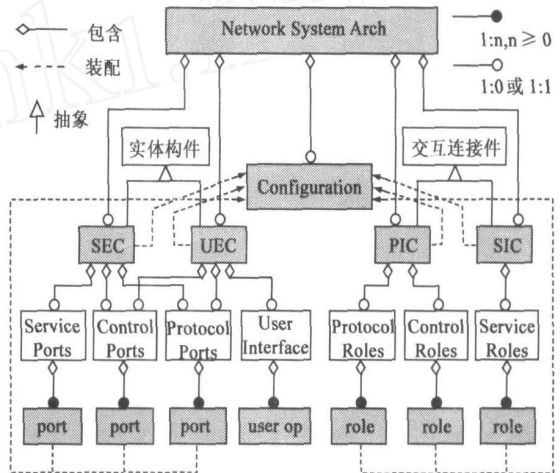 Network System Arch
包含
装配
抽象
1:n,n ≥ 0
1:0或1:1
实体构件
交互连接件
Configuration
SEC
UEC
PIC
SIC
Service
Ports
Control
Ports
Protocol
Ports
User
Interface
Protocol
Roles
Control
Roles
Service
Roles
port
port
port
user op
role
role
role